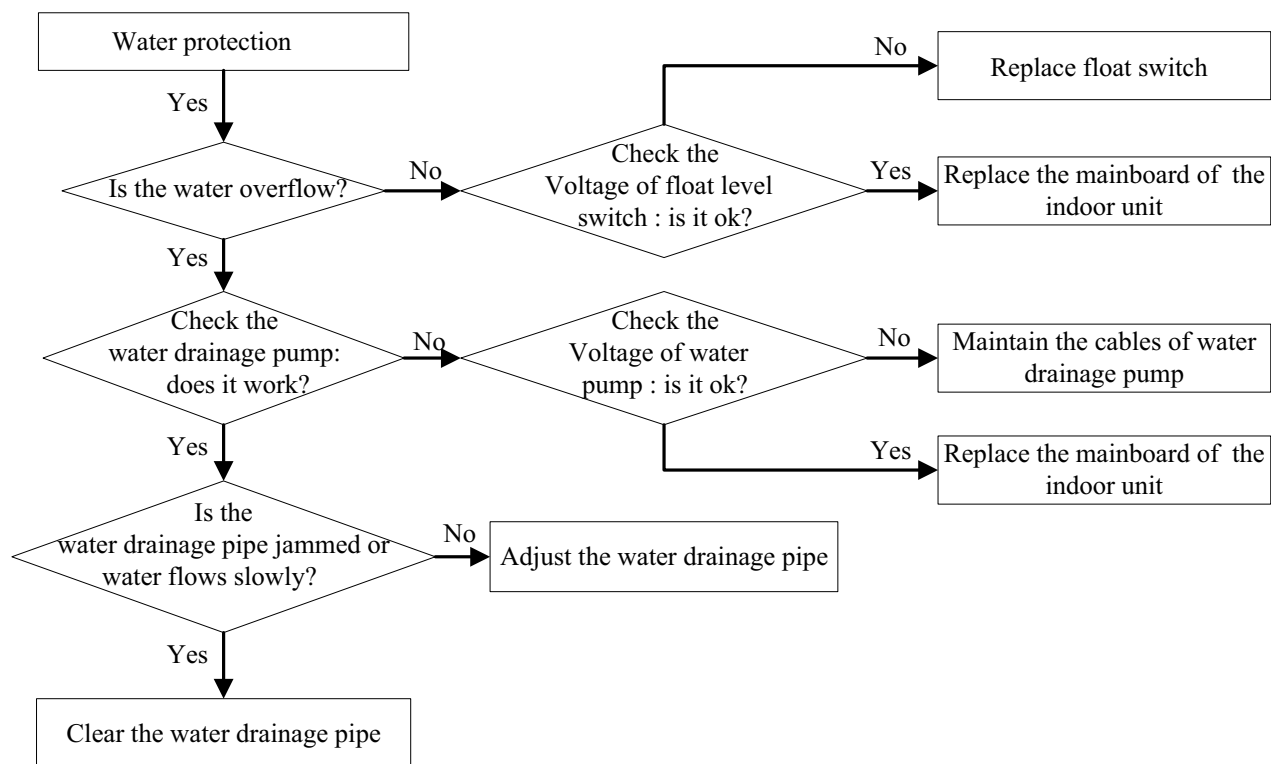 Water protection
No
Replace float switch
Yes
Is the water overflow?
No
Check the
Voltage of float level
switch : is it ok?
Yes
Replace the mainboard of the
indoor unit
Yes
Check the
water drainage pump:
does it work?
No
Check the
Voltage of water
pump : is it ok?
No
Maintain the cables of water
drainage pump
Yes
Yes
Replace the mainboard of the
indoor unit
Is the
water drainage pipe jammed or
water flows slowly?
No
Adjust the water drainage pipe
Yes
Clear the water drainage pipe